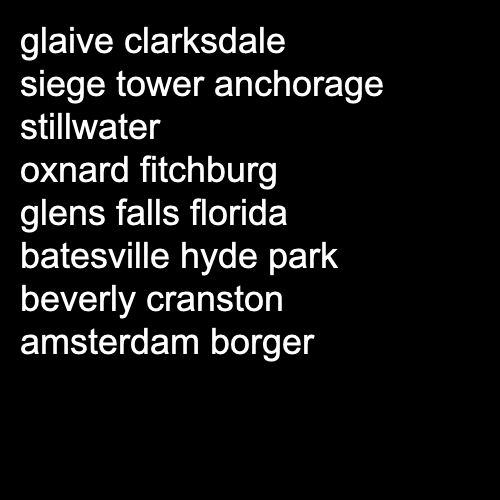 glaive clarksdale
siege tower anchorage
stillwater
oxnard fitchburg
glens falls florida
batesville hyde park
beverly cranston
amsterdam borger